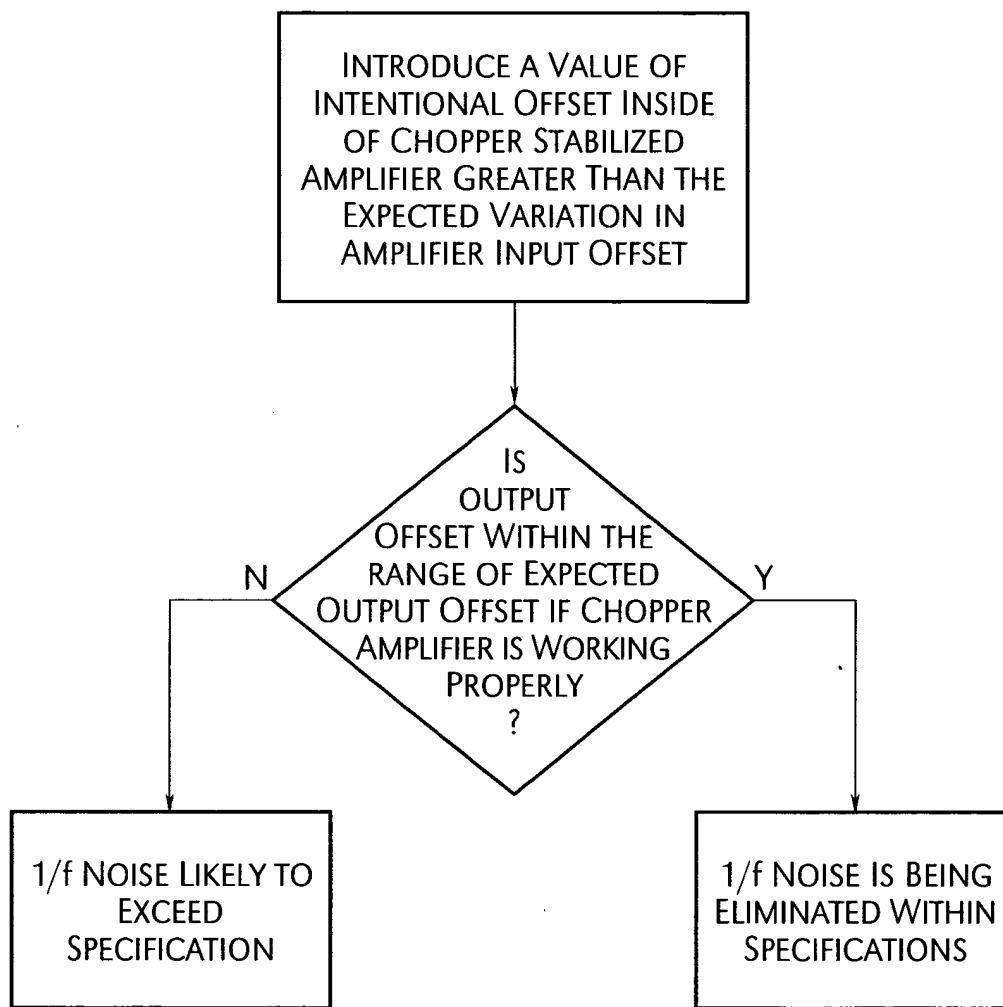 INTRODUCE A VALUE OF
INTENTIONAL OFFSET INSIDE
OF CHOPPER STABILIZED
AMPLIFIER GREATER THAN THE
EXPECTED VARIATION IN
AMPLIFIER INPUT OFFSET
IS
OUTPUT
OFFSET WITHIN THE
RANGE OF EXPECTED
OUTPUT OFFSET IF CHOPPER
AMPLIFIER IS WORKING
PROPERLY
?
N
Y
1/f NOISE LIKELY TO
EXCEED
SPECIFICATION
1/f NOISE IS BEING
ELIMINATED WITHIN
SPECIFICATIONS